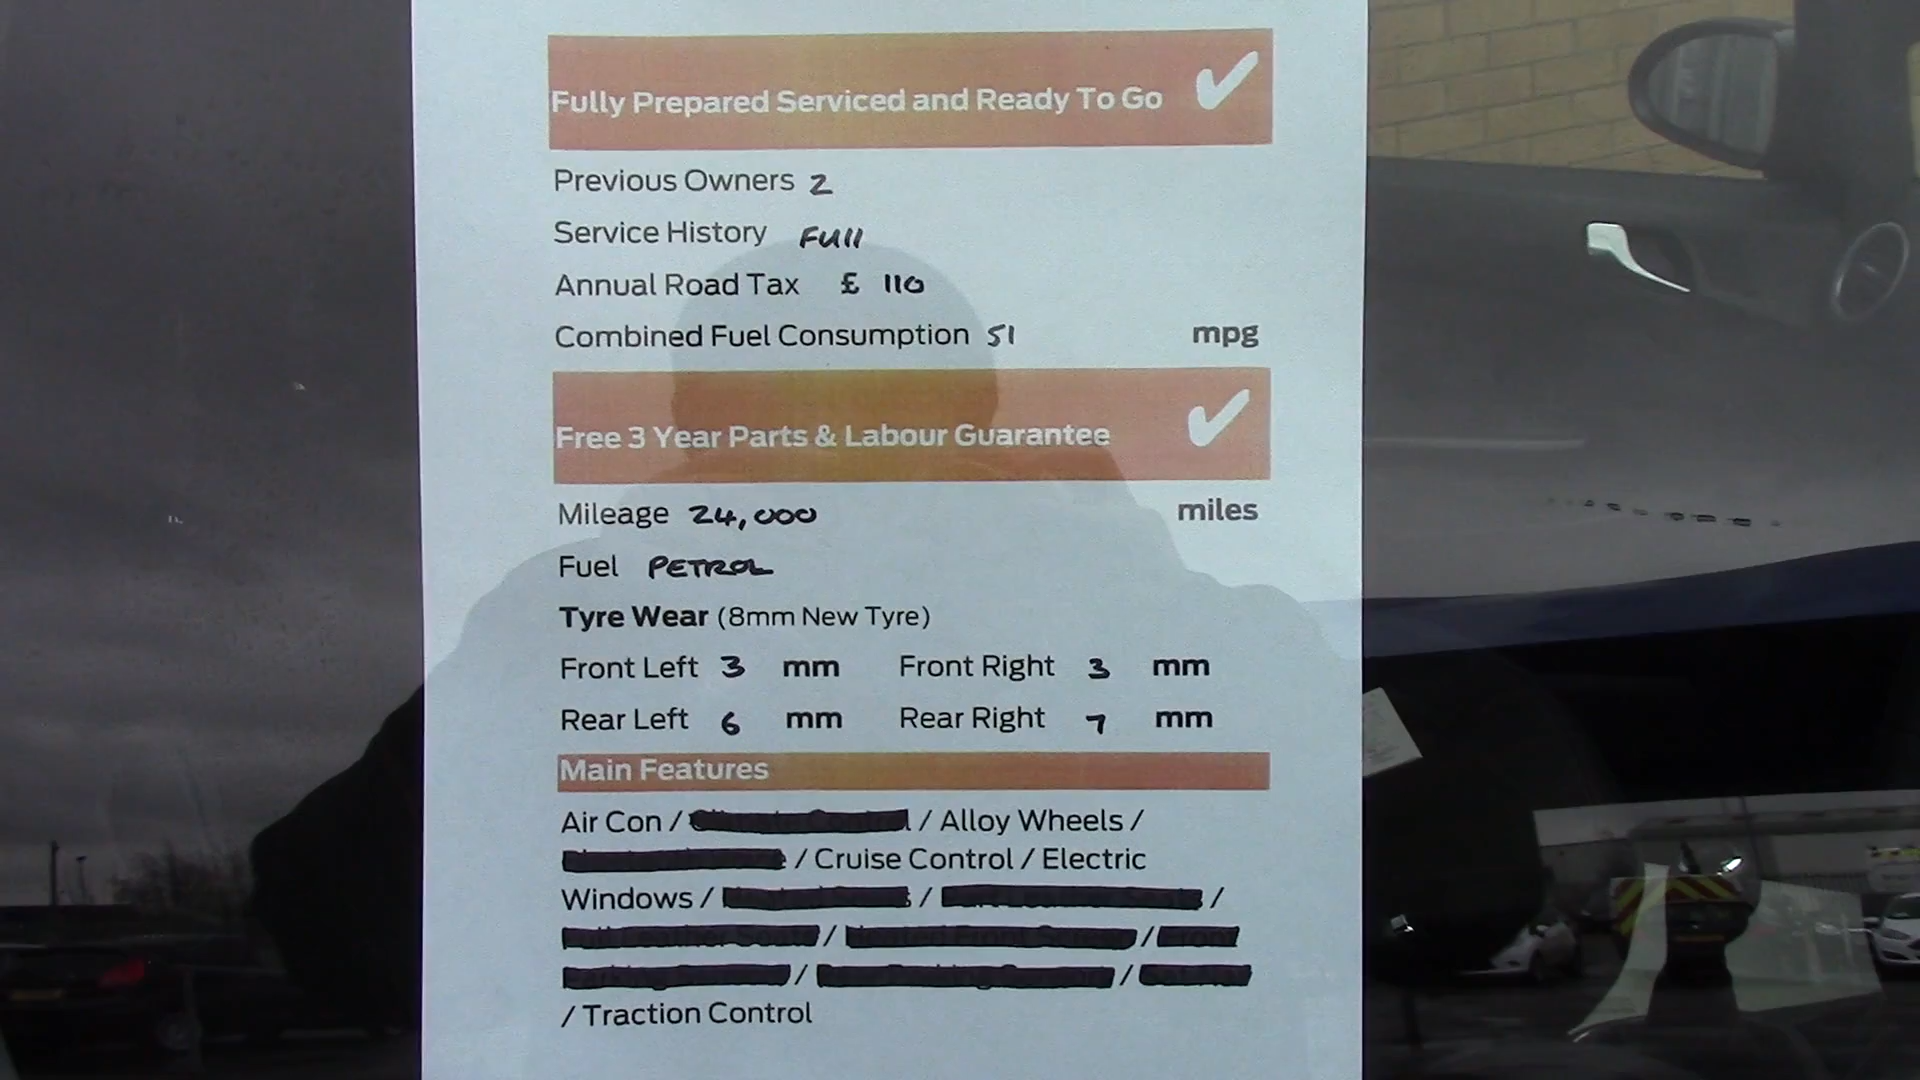 Fully Prepared Serviced and Ready To Go
Previous Owners 2
Service History Full
Annual Road Tax £ 110
Combined Fuel Consumption 51 mpg
Free 3 Year Parts & Labour Guarantee
Mileage 24,000 miles
Fuel PETROL
Tyre Wear (8mm New Tyre)
Front Left 3 mm Front Right 3 mm
Rear Left 6 mm Rear Right 7 mm
Main Features
Air Con / / Alloy Wheels /
/ Cruise Control / Electric
Windows / / /
/ /
/ /
/ Traction Control